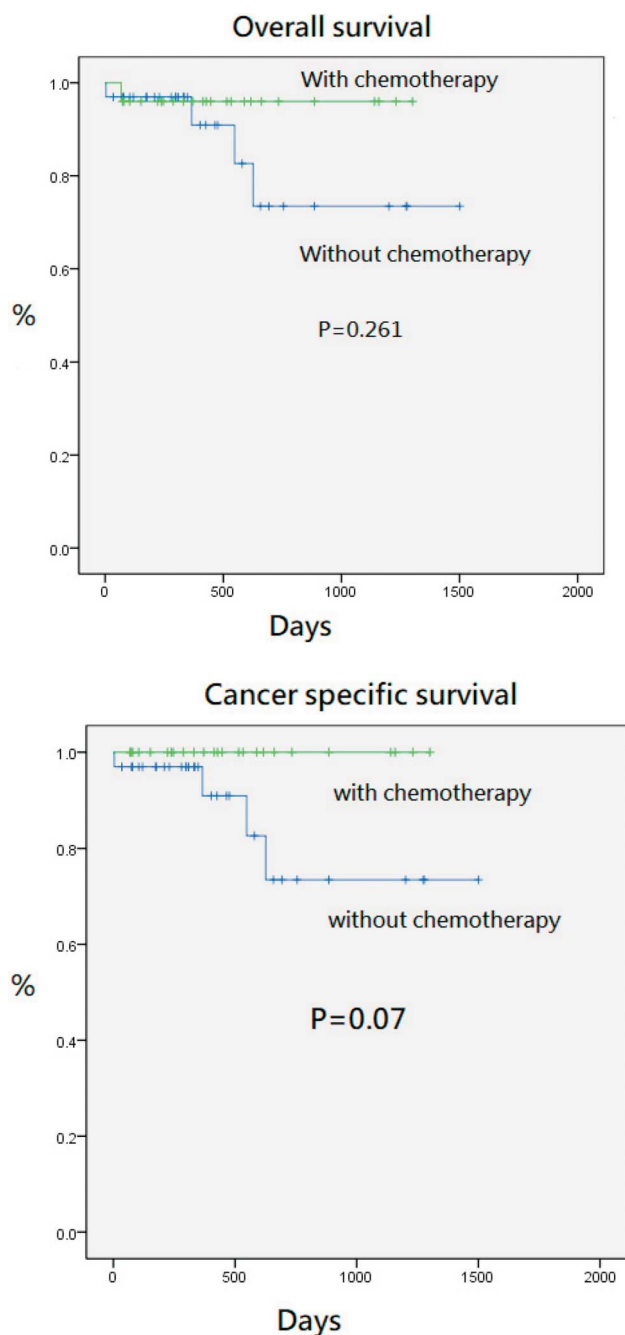 Overall survival
With chemotherapy
1.0
0.8
Without chemotherapy
0.6
%
P=0.261
0.4
0.2
0.0
0 500 1000 1500 2000
Days
Cancer specific survival
1.0
with chemotherapy
0.8
without chemotherapy
0.6
%
P=0.07
0.4
0.2
0.0
0 500 1000 1500 2000
Days